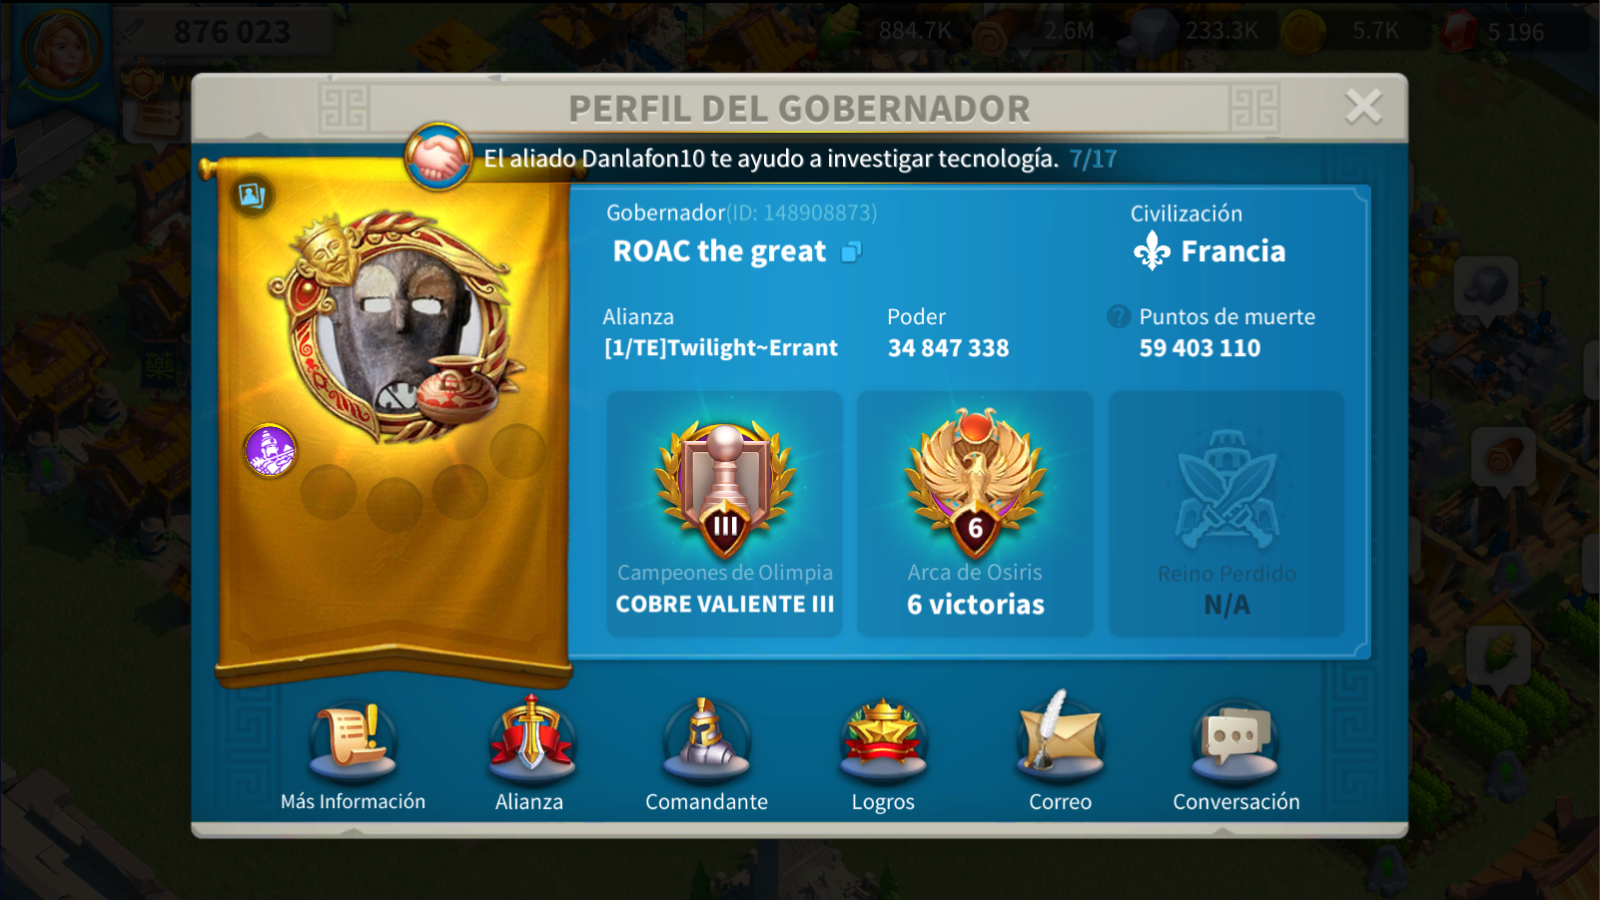 876 023
884.7K
2.6M
233.3K
5.7K
5 196
PERFIL DEL GOBERNADOR
El aliado Danlafon10 te ayudo a investigar tecnología. 7/17
Gobernador(ID: 148908873)
Civilización
ROAC the great
Francia
Alianza
Poder
? Puntos de muerte
[1/TE]Twilight~Errant
34 847 338
59 403 110
III
6
Campeones de Olimpia
Arca de Osiris
Reino Perdido
COBRE VALIENTE III
6 victorias
N/A
Más Información
Alianza
Comandante
Logros
Correo
Conversación